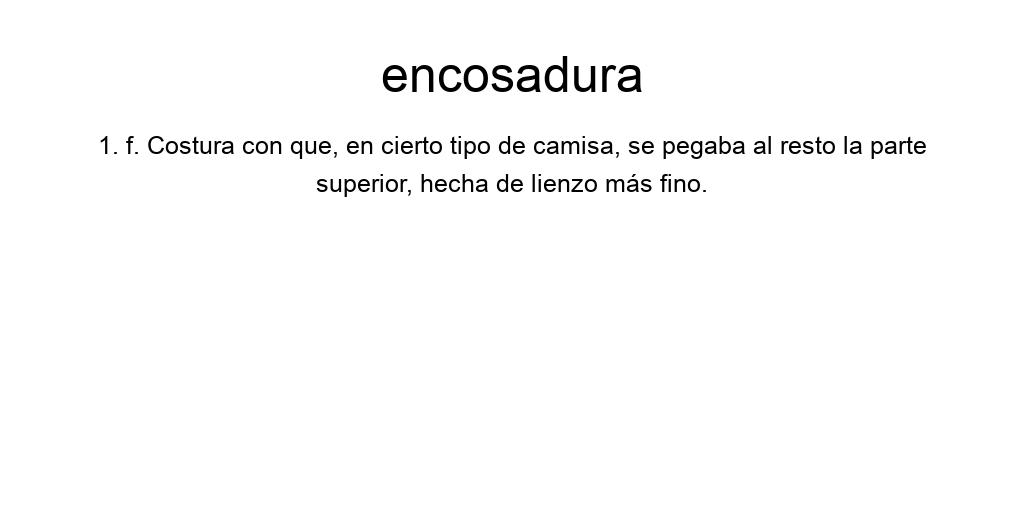 encosadura
1. f. Costura con que, en cierto tipo de camisa, se pegaba al resto la parte
superior, hecha de lienzo más fino.